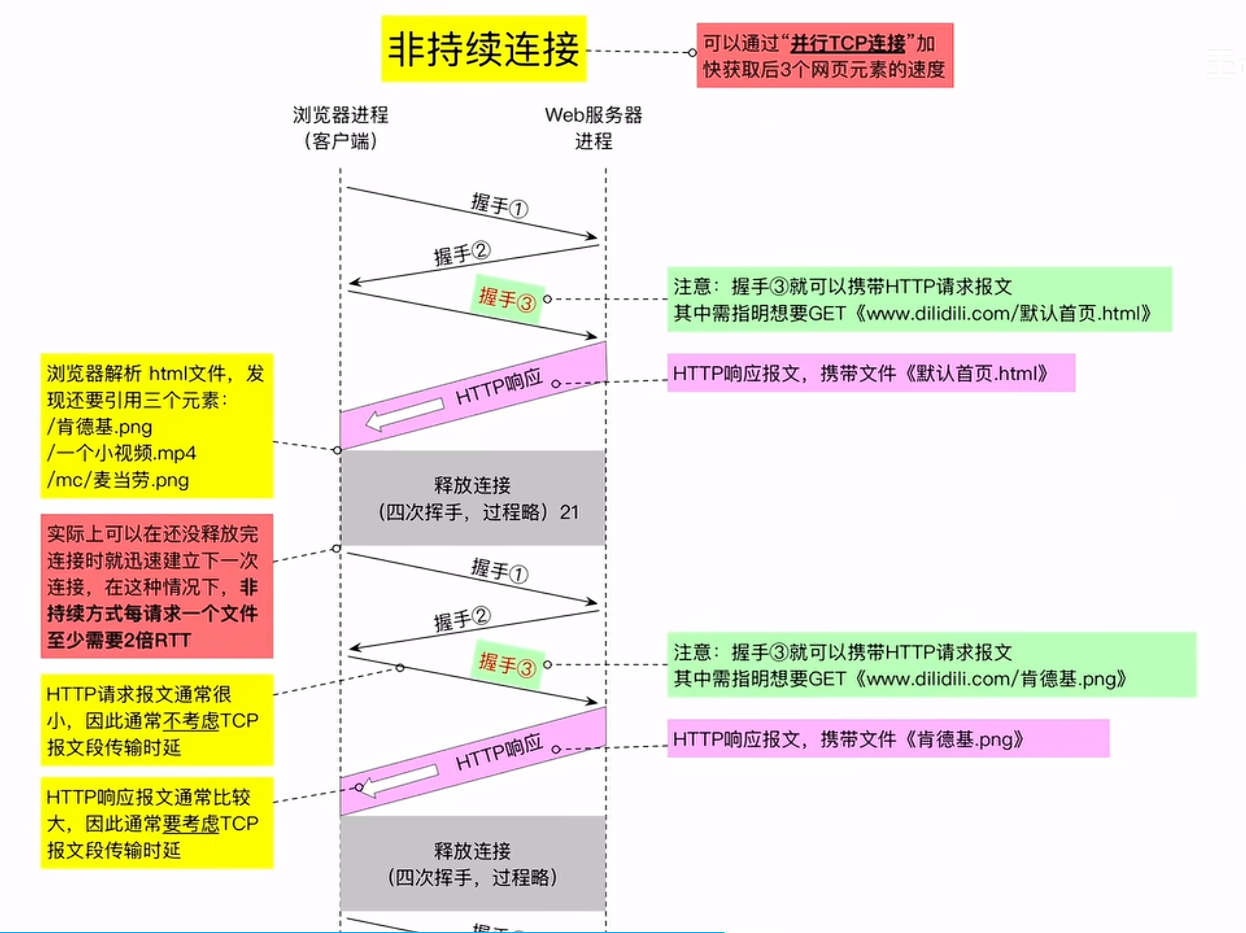 非持续连接
可以通过“并行TCP连接”加
快获取后3个网页元素的速度
浏览器进程
（客户端）
Web服务器
进程
握手①
握手②
握手③
注意：握手③就可以携带HTTP请求报文
其中需指明想要GET《www.dilidili.com/默认首页.html》
HTTP响应
HTTP响应报文，携带文件《默认首页.html》
浏览器解析 html文件，发
现还要引用三个元素：
/肯德基.png
/一个小视频.mp4
/mc/麦当劳.png
释放连接
（四次挥手，过程略）21
实际上可以在还没释放完
连接时就迅速建立下一次
连接，在这种情况下，非
持续方式每请求一个文件
至少需要2倍RTT
握手①
握手②
握手③
注意：握手③就可以携带HTTP请求报文
其中需指明想要GET《www.dilidili.com/肯德基.png》
HTTP请求报文通常很
小，因此通常不考虑TCP
报文段传输时延
HTTP响应
HTTP响应报文，携带文件《肯德基.png》
HTTP响应报文通常比较
大，因此通常要考虑TCP
报文段传输时延
释放连接
（四次挥手，过程略）